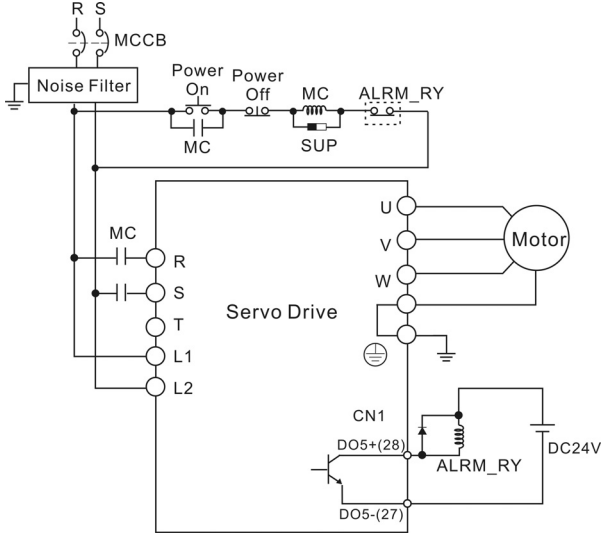 R S
MCCB
Noise Filter
Power
On
Power
Off
MC
ALRM_RY
MC
SUP
MC
R
S
T
L1
L2
Servo Drive
U
V
W
Motor
CN1
DO5+(28)
DO5-(27)
ALRM_RY
DC24V